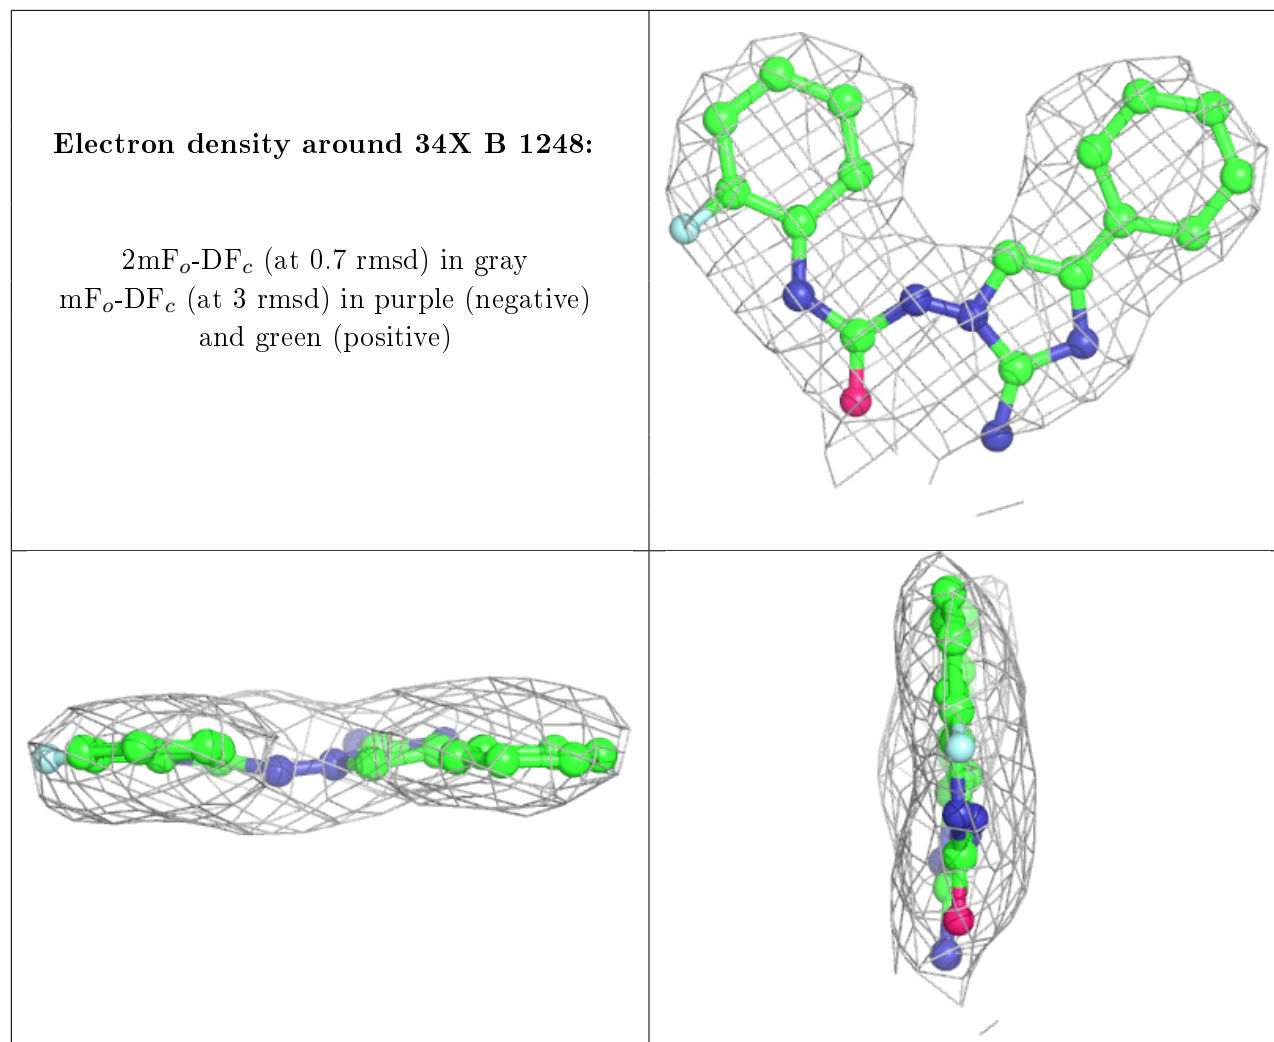 Electron density around 34X B 1248:
2mFo-DFc (at 0.7 rmsd) in gray
mFo-DFc (at 3 rmsd) in purple (negative)
and green (positive)